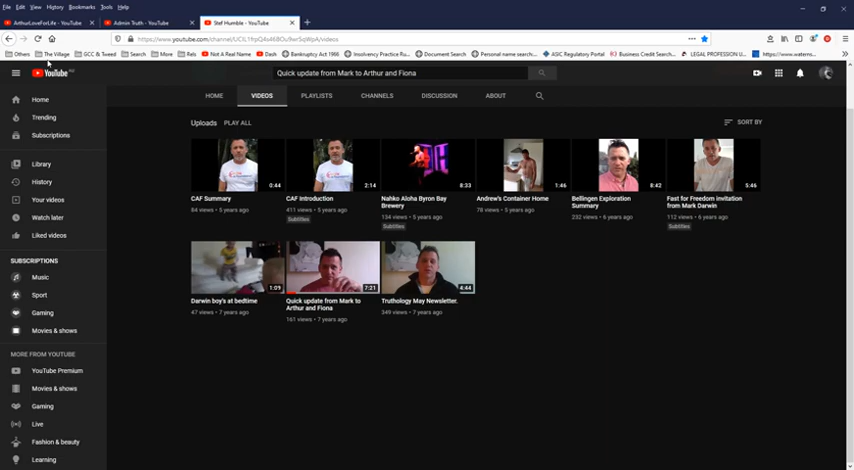 File Edit View History Bookmarks Tools Help
ArthurLoveForLife - YouTube
Admin Truth - YouTube
Stef Humble - YouTube
Others The Village GCC & Tweed Search More Rels Not A Real Name Dash Bankruptcy Act 1966 Insolvency Practice Ru... Document Search Personal name search... ASIC Regulatory Portal Business Credit Search... LEGAL PROFESSION U...
YouTube
Quick update from Mark to Arthur and Fiona
HOME VIDEOS PLAYLISTS CHANNELS DISCUSSION ABOUT
Home
Trending
Subscriptions
Library
History
Your videos
Watch later
Liked videos
SUBSCRIPTIONS
Music
Sport
Gaming
Movies & shows
MORE FROM YOUTUBE
YouTube Premium
Movies & shows
Gaming
Live
Fashion & beauty
Learning
Uploads PLAY ALL
SORT BY
0:44
CAF Summary
84 views • 5 years ago
2:14
CAF Introduction
411 views • 5 years ago
Subtitles
8:33
Nahko Aloha Byron Bay
Brewery
154 views • 5 years ago
Subtitles
1:46
Andrew's Container Home
78 views • 5 years ago
8:42
Bellingen Exploration
Summary
232 views • 6 years ago
5:46
Fast for Freedom invitation
from Mark Darwin
112 views • 6 years ago
Subtitles
1:09
Darwin boy's at bedtime
47 views • 7 years ago
7:21
Quick update from Mark to
Arthur and Fiona
161 views • 7 years ago
4:44
Truthology May Newsletter.
349 views • 7 years ago